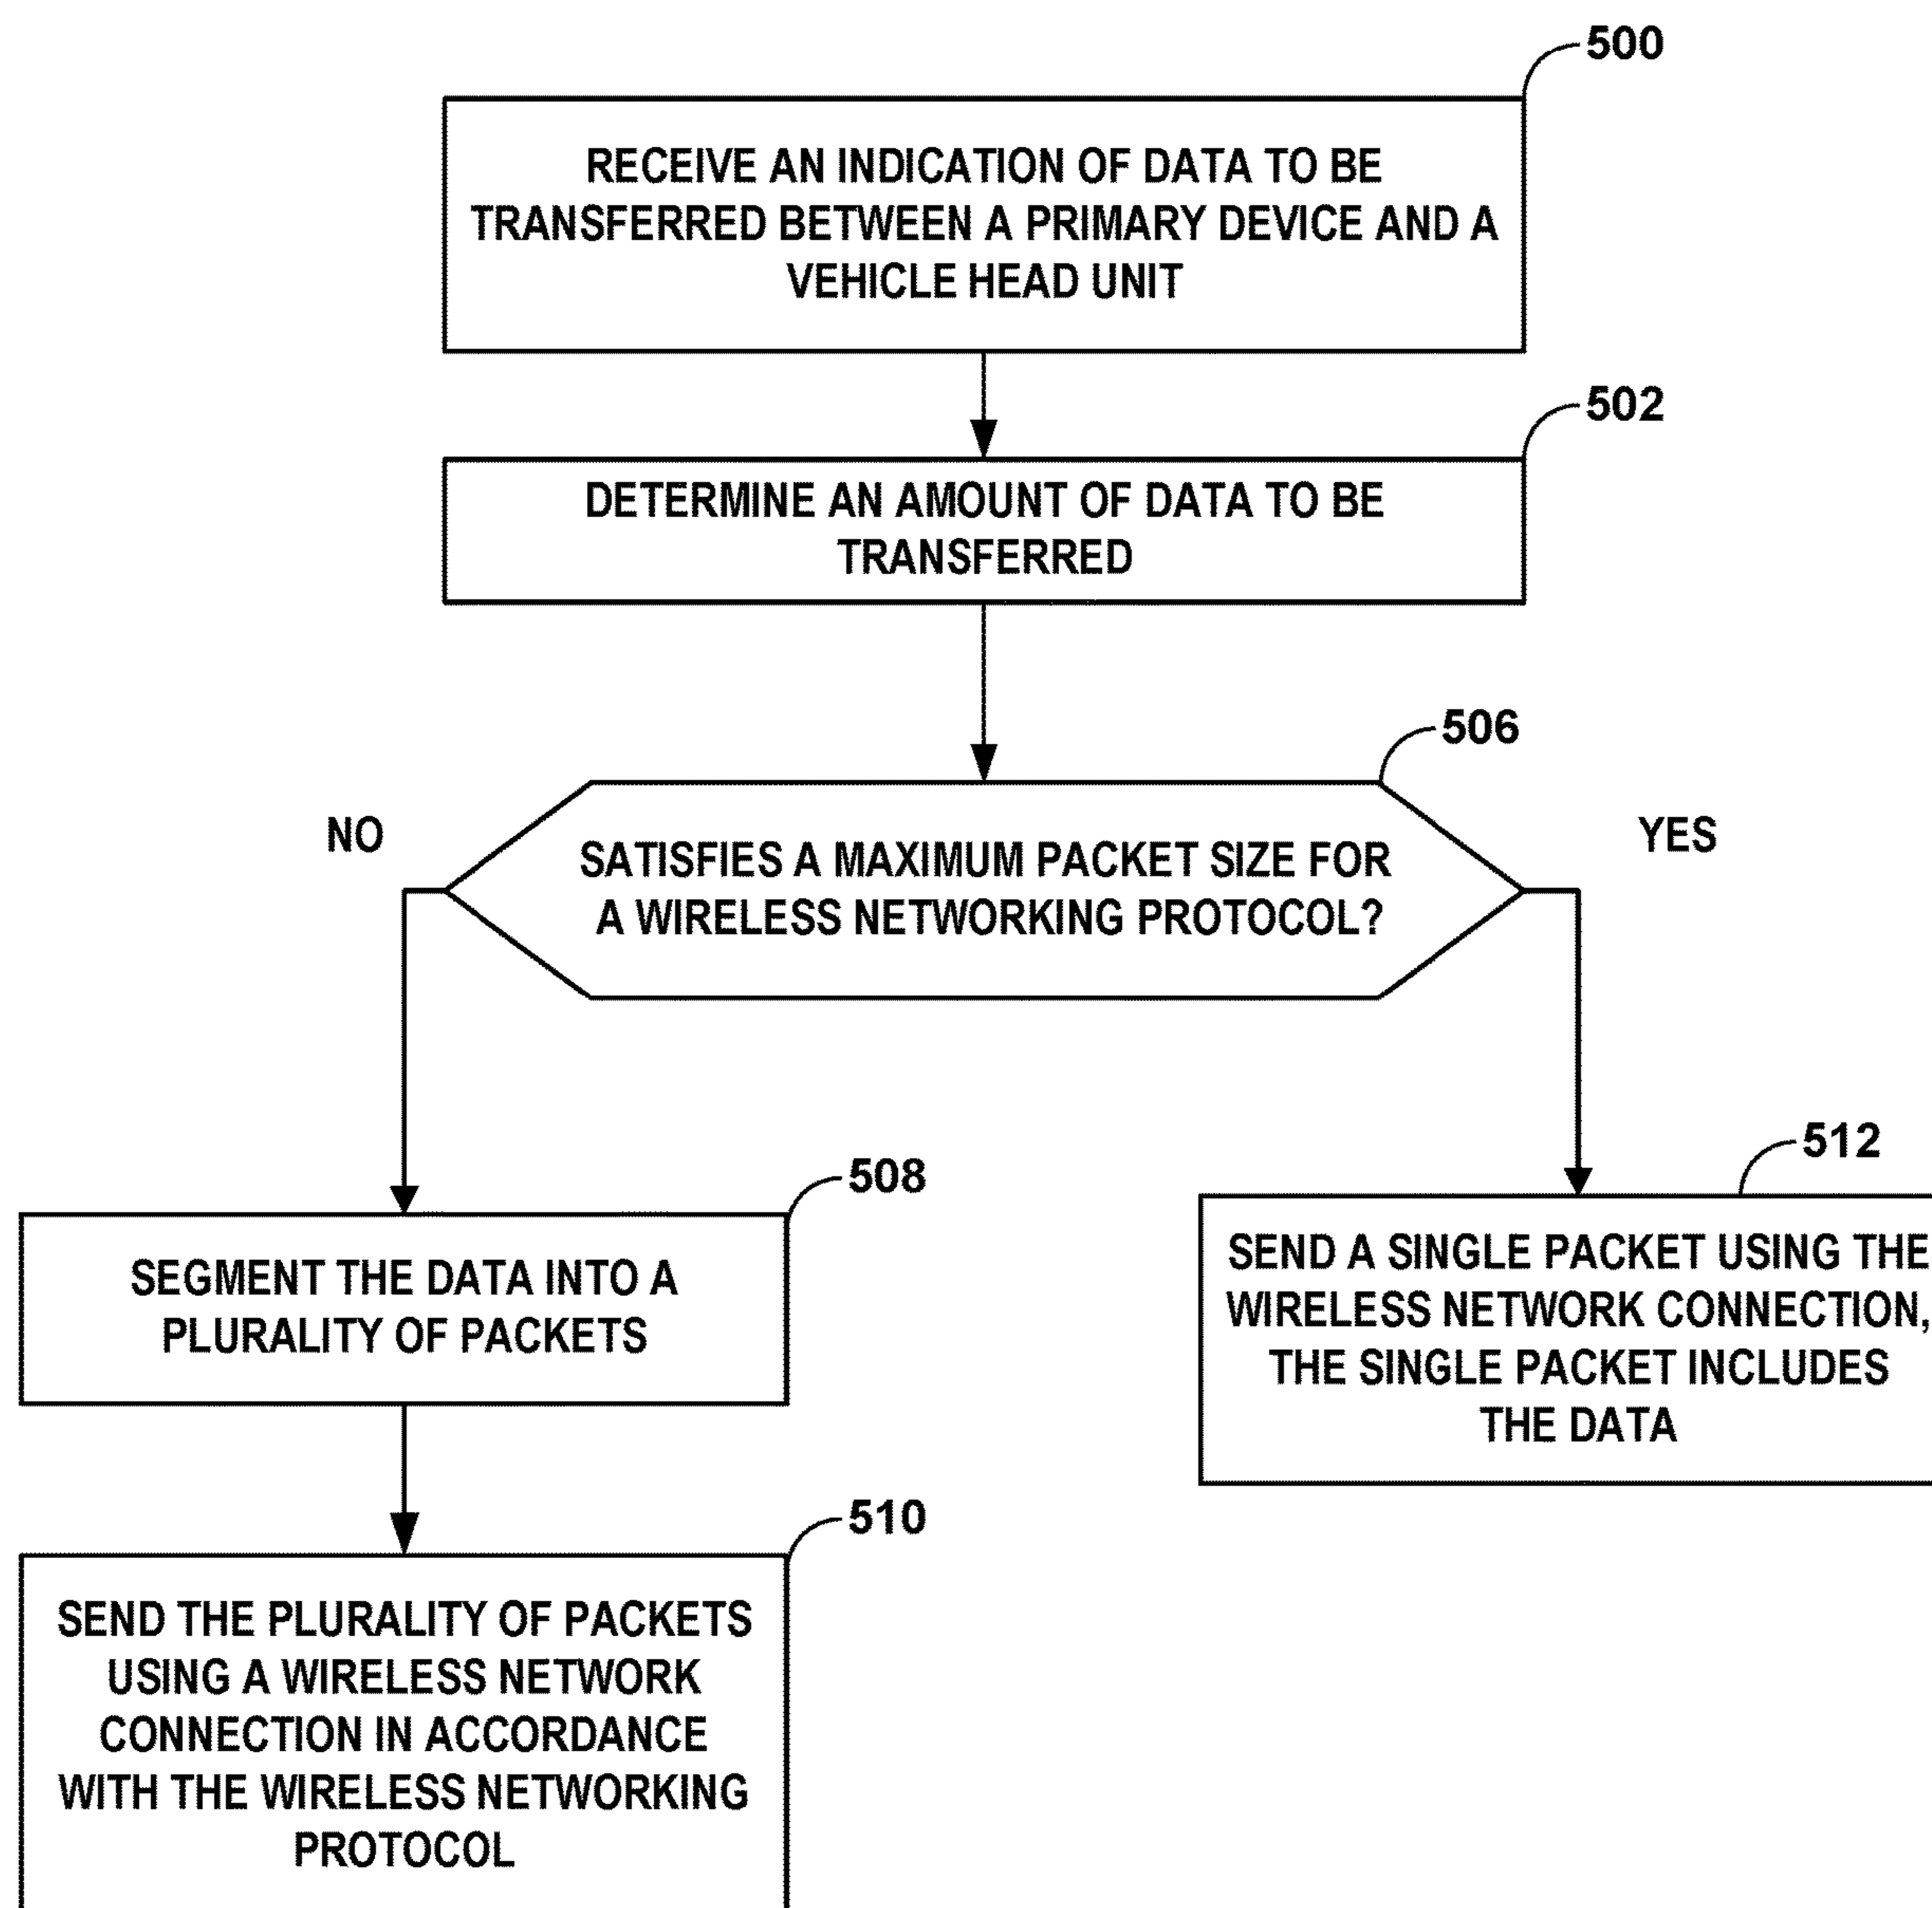 500
RECEIVE AN INDICATION OF DATA TO BE
TRANSFERRED BETWEEN A PRIMARY DEVICE AND A
VEHICLE HEAD UNIT
502
DETERMINE AN AMOUNT OF DATA TO BE
TRANSFERRED
506
NO
YES
SATISFIES A MAXIMUM PACKET SIZE FOR
A WIRELESS NETWORKING PROTOCOL?
508
SEGMENT THE DATA INTO A
PLURALITY OF PACKETS
512
SEND A SINGLE PACKET USING THE
WIRELESS NETWORK CONNECTION,
THE SINGLE PACKET INCLUDES
THE DATA
510
SEND THE PLURALITY OF PACKETS
USING A WIRELESS NETWORK
CONNECTION IN ACCORDANCE
WITH THE WIRELESS NETWORKING
PROTOCOL